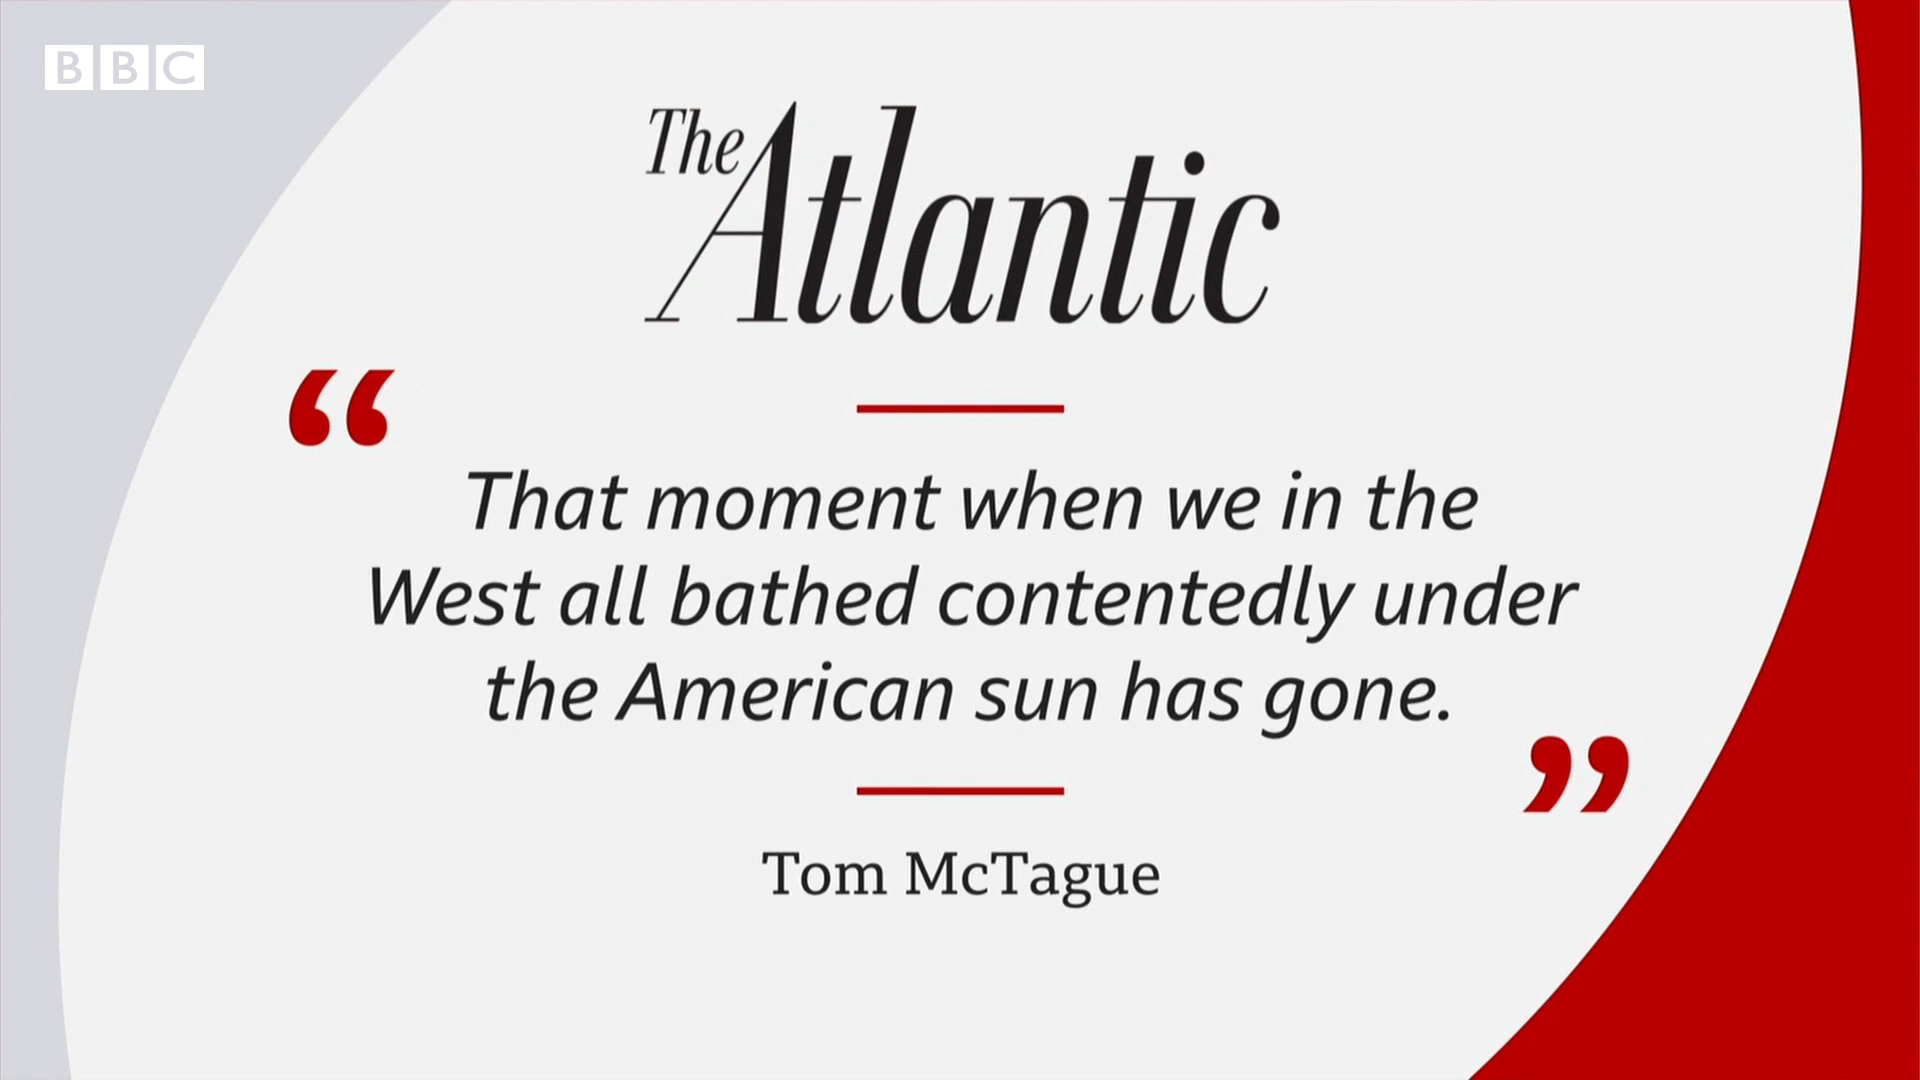 BBC
The Atlantic
“
That moment when we in the
West all bathed contentedly under
the American sun has gone.
”
Tom McTague